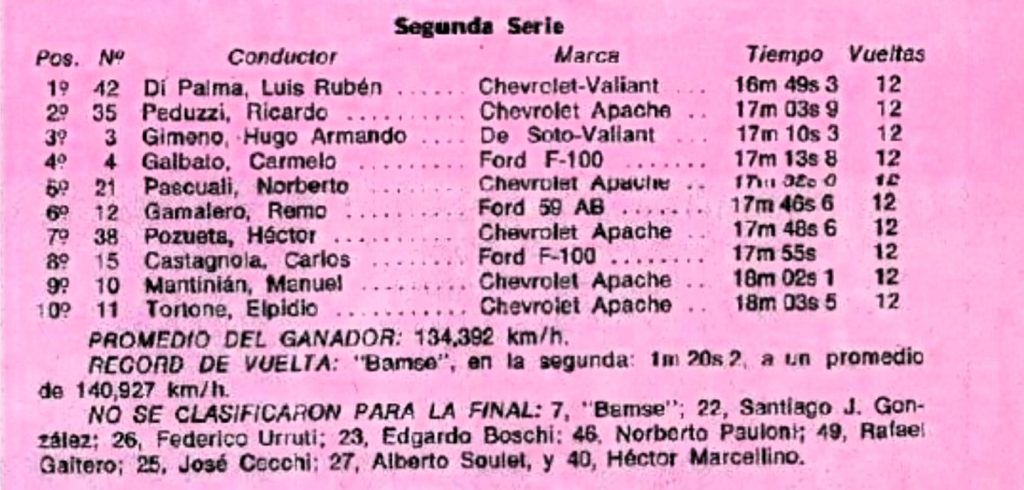 Segunda Serie
Pos. Nº Conductor Marca Tiempo Vueltas
1º 42 Di Palma, Luis Rubén ...... Chevrolet-Valiant ... 16m 49s 3 12
2º 35 Peduzzi, Ricardo .......... Chevrolet Apache .. 17m 03s 9 12
3º 3 Gimeno, Hugo Armando .... De Soto-Valiant .... 17m 10s 3 12
4º 4 Galbato, Carmelo .......... Ford F-100 ........ 17m 13s 8 12
5º 21 Pascuali, Norberto ......... Chevrolet Apache .. 12
6º 12 Gamalero, Remo .......... Ford 59 AB ....... 17m 46s 6 12
7º 38 Pozueta, Héctor ........... Chevrolet Apache .. 17m 48s 6 12
8º 15 Castagnola, Carlos ........ Ford F-100 ........ 17m 55s 12
9º 10 Mantinián, Manuel ......... Chevrolet Apache .. 18m 02s 1 12
10º 11 Tortone, Elpidio ........... Chevrolet Apache .. 18m 03s 5 12
PROMEDIO DEL GANADOR: 134,392 km/h.
RECORD DE VUELTA: "Bamse", en la segunda: 1m 20s 2, a un promedio
de 140,927 km/h.
NO SE CLASIFICARON PARA LA FINAL: 7, "Bamse"; 22, Santiago J. Gon-
zález; 26, Federico Urruti; 23, Edgardo Boschi; 46, Norberto Pauloni; 49, Rafael
Gaitero; 25, José Cecchi; 27, Alberto Soulet, y 40, Héctor Marcellino.